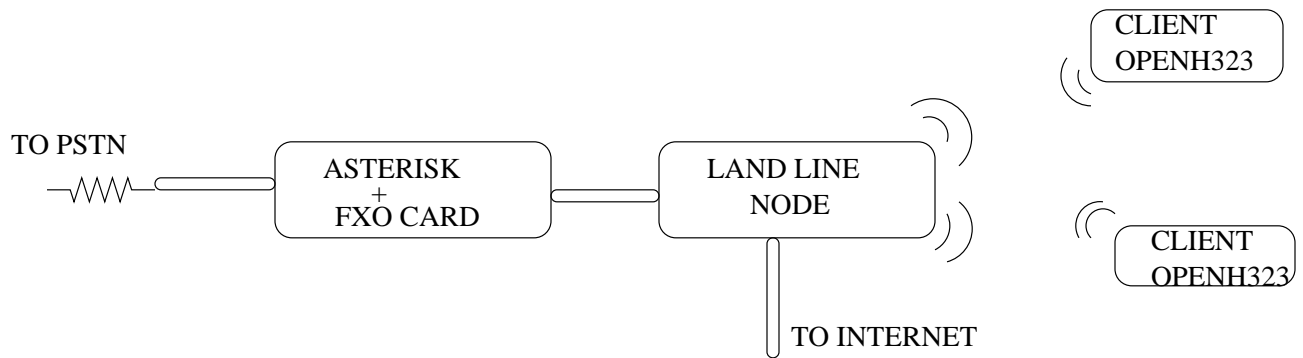 TO PSTN
ASTERISK
+
FXO CARD
LAND LINE
NODE
TO INTERNET
CLIENT
OPENH323
CLIENT
OPENH323